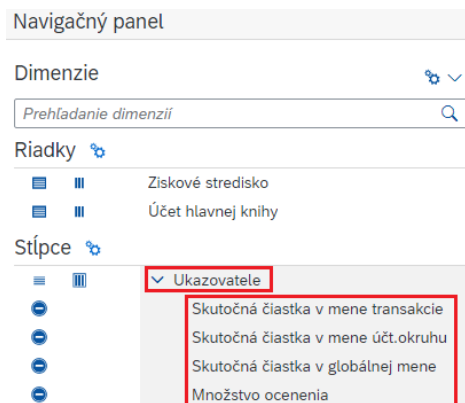 Navigačný panel
Dimenzie
Prehľadanie dimenzií
Riadky
Ziskové stredisko
Účet hlavnej knihy
Stĺpce
Ukazovatele
Skutočná čiastka v mene transakcie
Skutočná čiastka v mene účt.okruhu
Skutočná čiastka v globálnej mene
Množstvo ocenenia